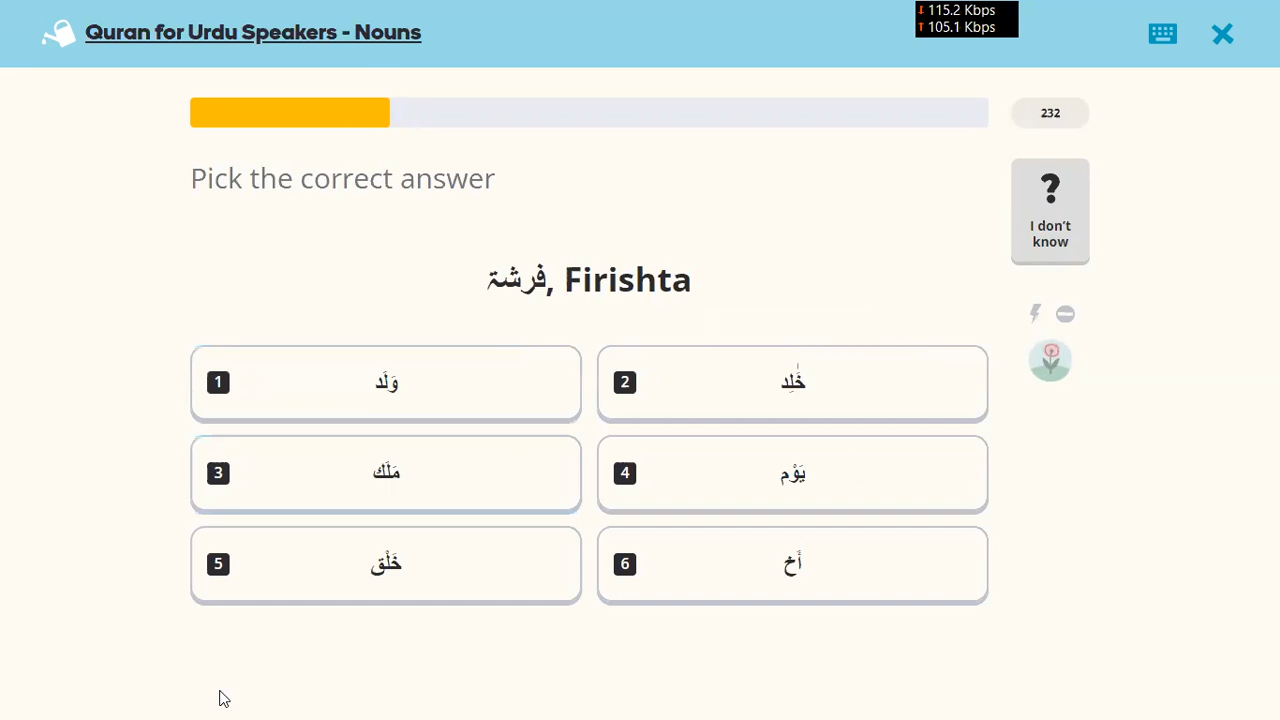 Quran for Urdu Speakers - Nouns
115.2 Kbps
105.1 Kbps
232
Pick the correct answer
?
I don't
know
فرشۃ, Firishta
1 وَلَد
2 خَٰلِد
3 مَلَك
4 يَوْم
5 خَلْق
6 أَخ